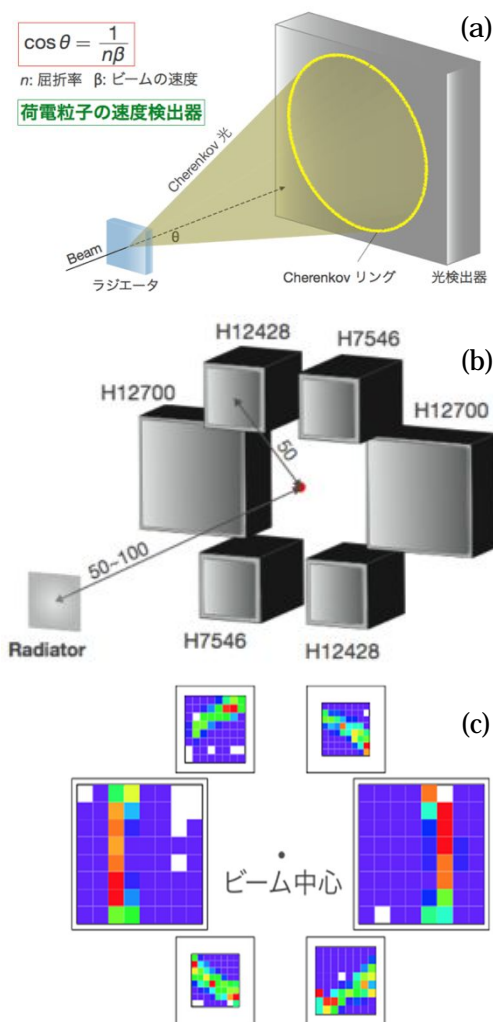 (a)
cos θ = 1/nβ
n: 屈折率 β: ビームの速度
荷電粒子の速度検出器
Cherenkov 光
θ
Beam
ラジエータ
Cherenkov リング
光検出器
(b)
H12428
H7546
H12700
H12700
50
50~100
Radiator
H7546
H12428
(c)
ビーム中心